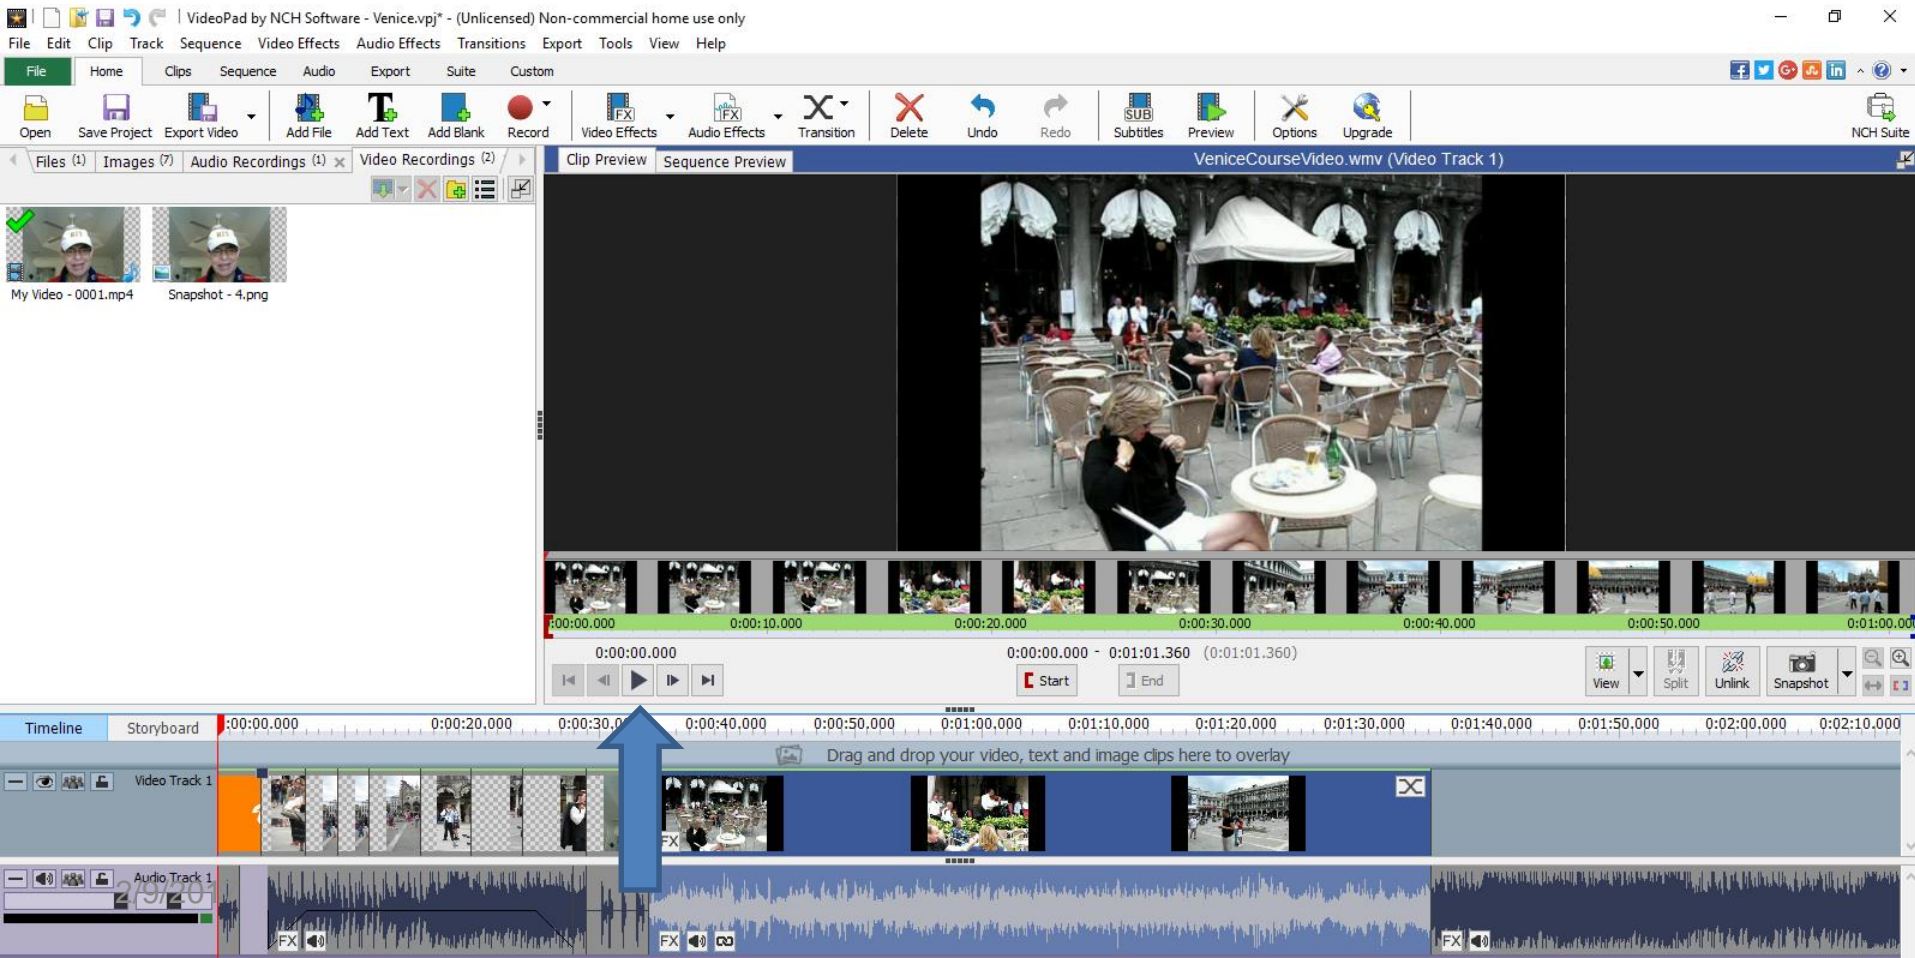 VideoPad by NCH Software - Venice.vpj* - (Unlicensed) Non-commercial home use only
File Edit Clip Track Sequence Video Effects Audio Effects Transitions Export Tools View Help
File Home Clips Sequence Audio Export Suite Custom
Open Save Project Export Video Add File Add Text Add Blank Record Video Effects Audio Effects Transition Delete Undo Redo Subtitles Preview Options Upgrade NCH Suite
Files (1) Images (7) Audio Recordings (1) Video Recordings (2)
Clip Preview Sequence Preview VeniceCourseVideo.wmv (Video Track 1)
My Video - 0001.mp4 Snapshot - 4.png
:00:00.000 0:00:10.000 0:00:20.000 0:00:30.000 0:00:40.000 0:00:50.000 0:01:00.00
0:00:00.000 0:00:00.000 - 0:01:01.360 (0:01:01.360)
Start End View Split Unlink Snapshot
Timeline Storyboard :00:00.000 0:00:20.000 0:00:30.0 0:00:40.000 0:00:50.000 0:01:00.000 0:01:10.000 0:01:20.000 0:01:30.000 0:01:40.000 0:01:50.000 0:02:00.000 0:02:10.000
Drag and drop your video, text and image clips here to overlay
Video Track 1
FX
Audio Track 1
2/9/201
FX FX FX